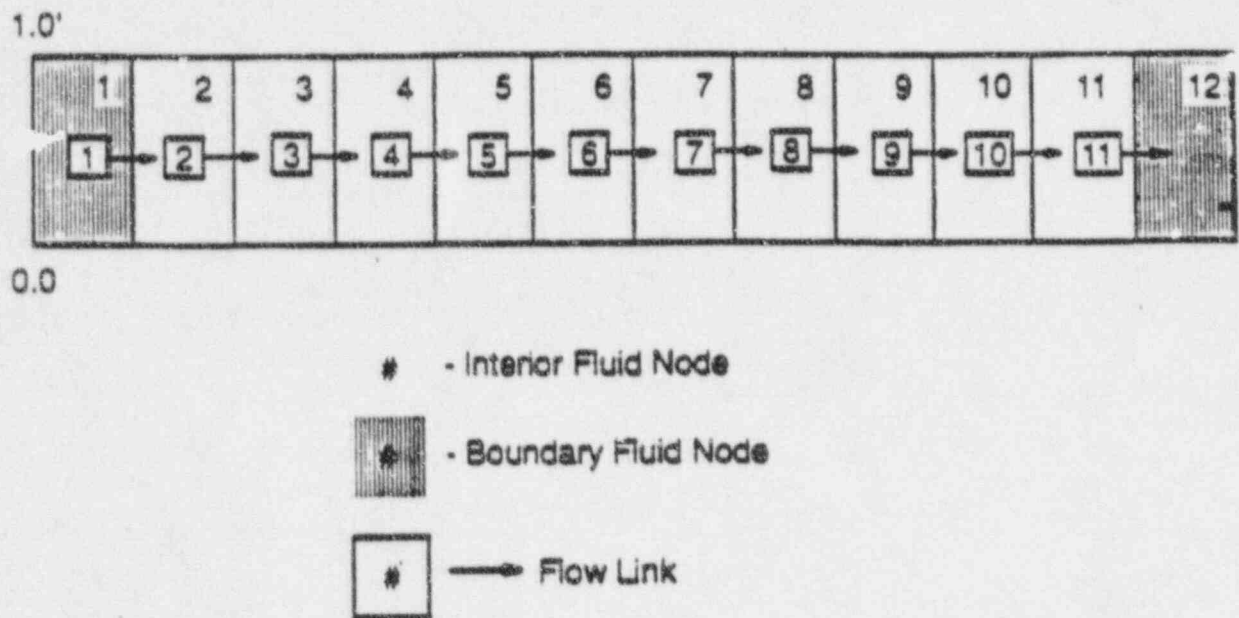 1.0'
1 2 3 4 5 6 7 8 9 10 11 12
1 2 3 4 5 6 7 8 9 10 11
0.0
# - Interior Fluid Node
# - Boundary Fluid Node
# Flow Link